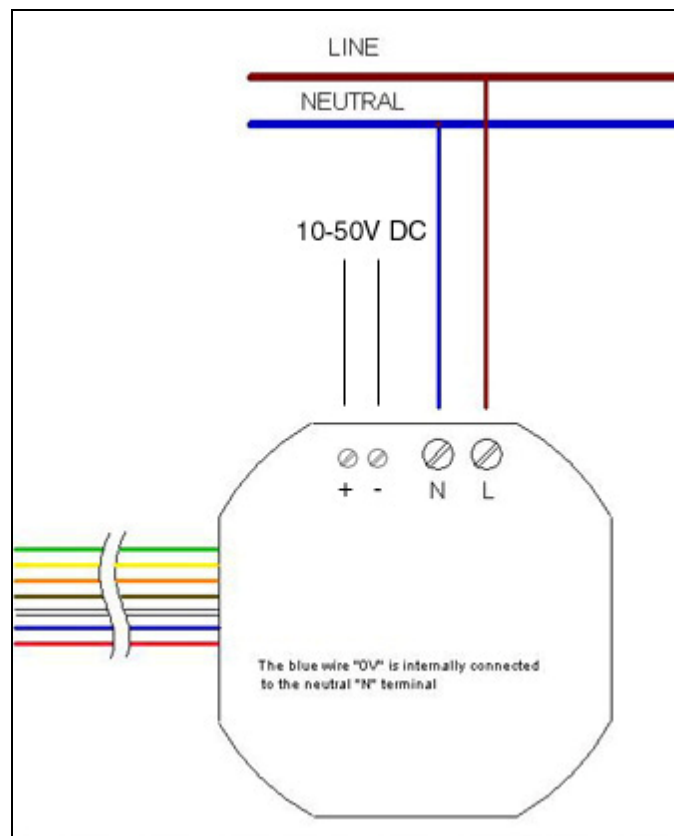 LINE
NEUTRAL
10-50V DC
+ - N L
The blue wire "0V" is internally connected
to the neutral "N" terminal